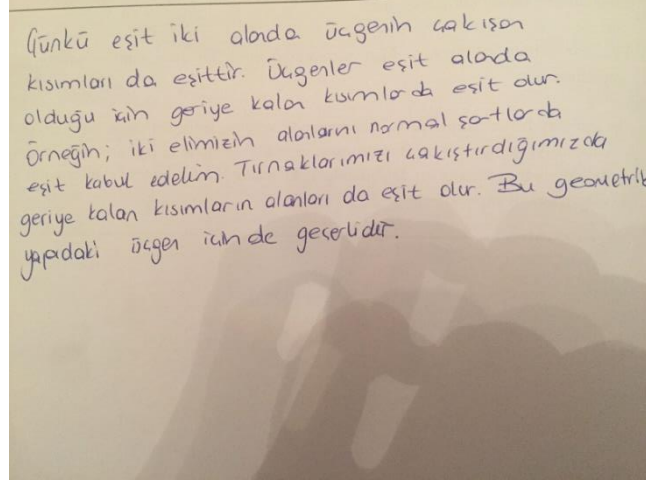 Çünkü eşit iki alanda üçgenin çakışan
kısımları da eşittir. Üçgenler eşit alanda
olduğu için geriye kalan kısımlarda eşit olur.
Örneğin; iki elimizin alanlarını normal şartlarda
eşit kabul edelim. Tırnaklarımızı çakıştırdığımızda
geriye kalan kısımların alanları da eşit olur. Bu geometrik
yapıdaki üçgen içinde geçerlidir.